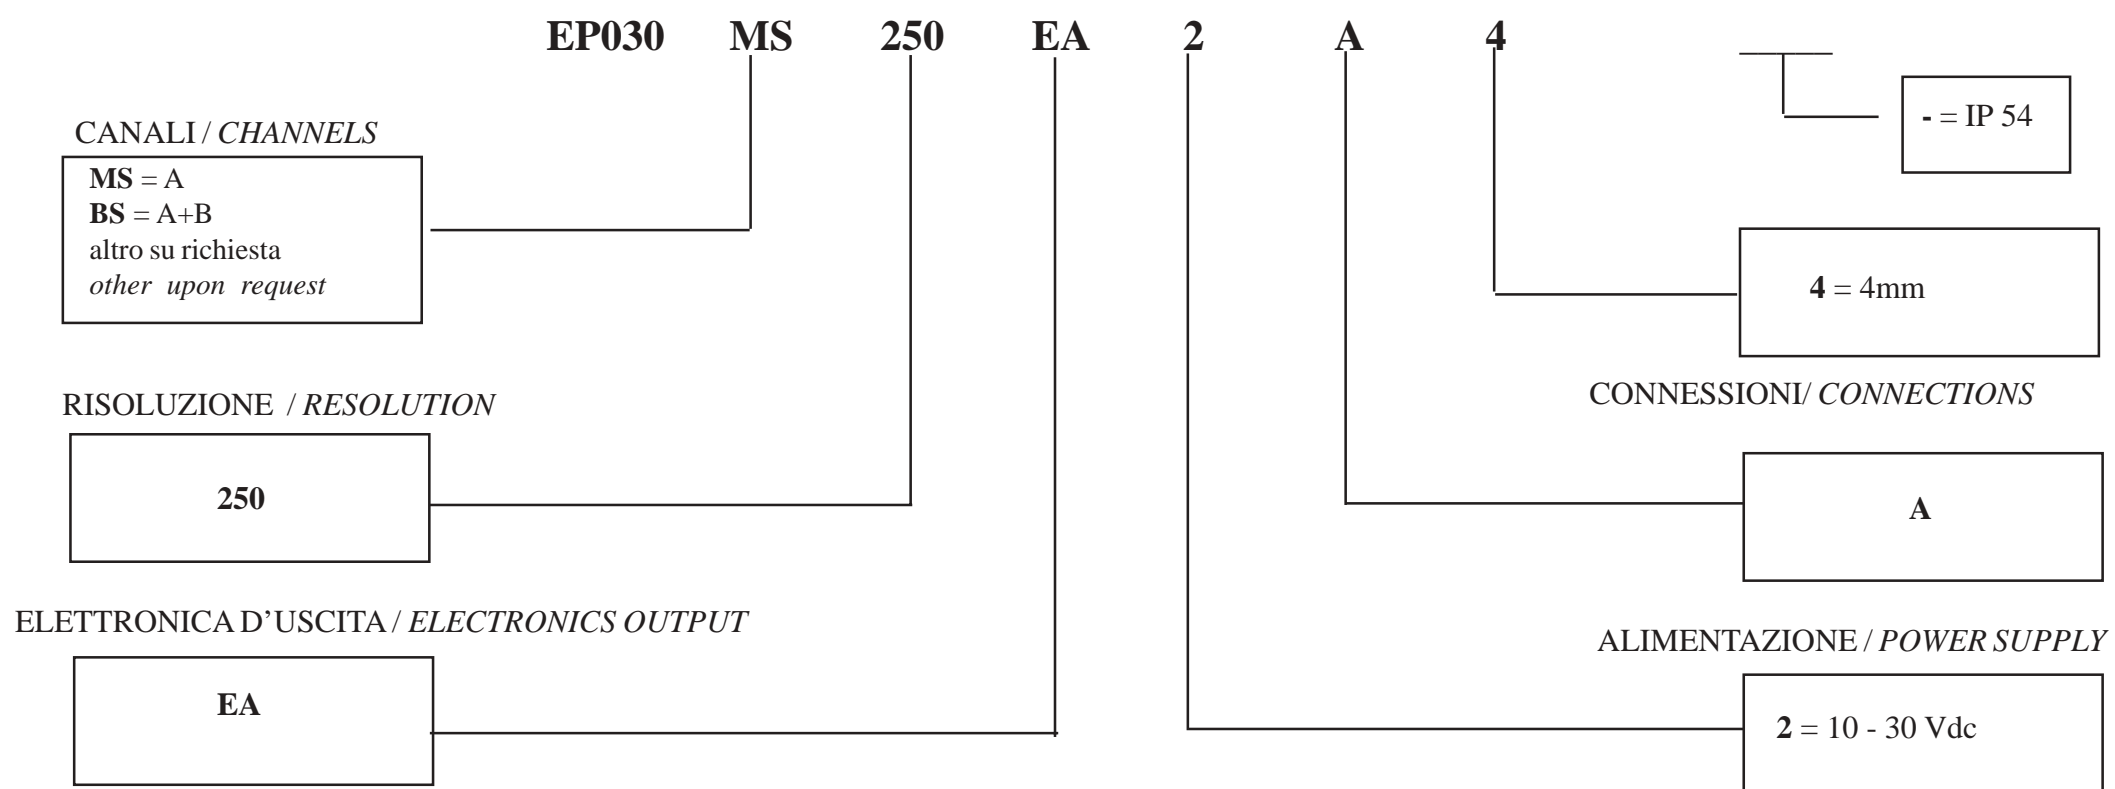 EP030 MS 250 EA 2 A 4 _____
- = IP 54
CANALI / CHANNELS
MS = A
BS = A+B
altro su richiesta
other upon request
4 = 4mm
RISOLUZIONE / RESOLUTION
250
CONNESSIONI/ CONNECTIONS
A
ELETTRONICA D'USCITA / ELECTRONICS OUTPUT
EA
ALIMENTAZIONE / POWER SUPPLY
2 = 10 - 30 Vdc